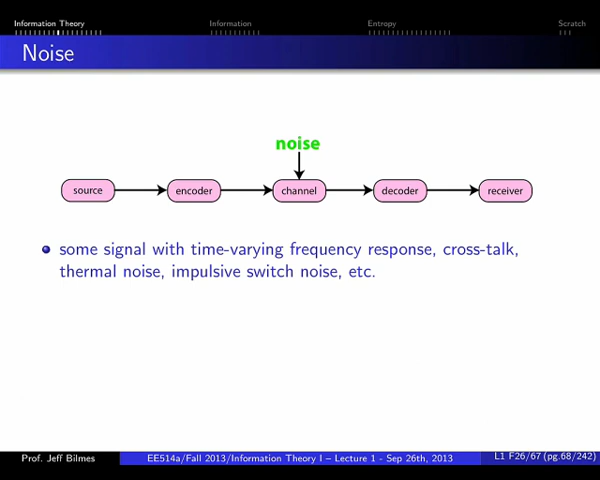 Information Theory Information Entropy Scratch
Noise
noise
source encoder channel decoder receiver
some signal with time-varying frequency response, cross-talk,
thermal noise, impulsive switch noise, etc.
Prof. Jeff Bilmes EE514a/Fall 2013/Information Theory I – Lecture 1 - Sep 26th, 2013 L1 F26/67 (pg.68/242)